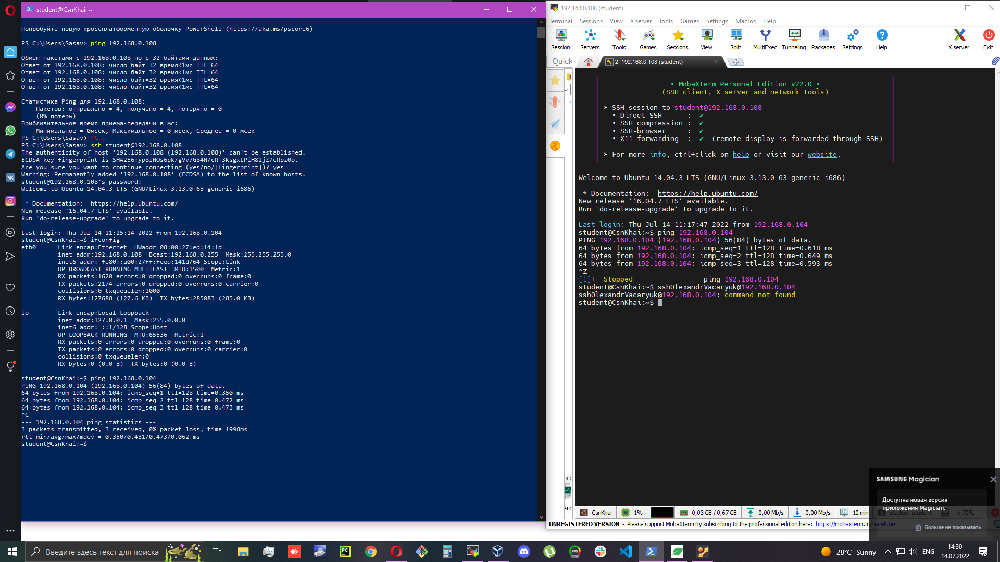 student@CsnKhai: ~
Попробуйте новую кроссплатформенную оболочку PowerShell (https://aka.ms/pscore6)
PS C:\Users\Sasav> ping 192.168.0.108
Обмен пакетами с 192.168.0.108 по с 32 байтами данных:
Ответ от 192.168.0.108: число байт=32 время<1мс TTL=64
Ответ от 192.168.0.108: число байт=32 время<1мс TTL=64
Ответ от 192.168.0.108: число байт=32 время<1мс TTL=64
Ответ от 192.168.0.108: число байт=32 время<1мс TTL=64
Статистика Ping для 192.168.0.108:
Пакетов: отправлено = 4, получено = 4, потеряно = 0
(0% потерь)
Приблизительное время приема-передачи в мс:
Минимальное = 0мсек, Максимальное = 0 мсек, Среднее = 0 мсек
PS C:\Users\Sasav> ^C
PS C:\Users\Sasav> ssh student@192.168.0.108
The authenticity of host '192.168.0.108 (192.168.0.108)' can't be established.
ECDSA key fingerprint is SHA256:yp8INOs6pk/gVv7G84N/cRT3KsgxLPiH81jZ/cRpz0o.
Are you sure you want to continue connecting (yes/no/[fingerprint])? yes
Warning: Permanently added '192.168.0.108' (ECDSA) to the list of known hosts.
student@192.168.0.108's password:
Welcome to Ubuntu 14.04.3 LTS (GNU/Linux 3.13.0-63-generic i686)
* Documentation:  https://help.ubuntu.com/
New release '16.04.7 LTS' available.
Run 'do-release-upgrade' to upgrade to it.
Last login: Thu Jul 14 11:25:14 2022 from 192.168.0.104
student@CsnKhai:~$ ifconfig
eth0      Link encap:Ethernet  HWaddr 08:00:27:ed:14:1d
inet addr:192.168.0.108  Bcast:192.168.0.255  Mask:255.255.255.0
inet6 addr: fe80::a00:27ff:feed:141d/64 Scope:Link
UP BROADCAST RUNNING MULTICAST  MTU:1500  Metric:1
RX packets:1620 errors:0 dropped:0 overruns:0 frame:0
TX packets:2174 errors:0 dropped:0 overruns:0 carrier:0
collisions:0 txqueuelen:1000
RX bytes:127688 (127.6 KB)  TX bytes:285083 (285.0 KB)
lo        Link encap:Local Loopback
inet addr:127.0.0.1  Mask:255.0.0.0
inet6 addr: ::1/128 Scope:Host
UP LOOPBACK RUNNING  MTU:65536  Metric:1
RX packets:0 errors:0 dropped:0 overruns:0 frame:0
TX packets:0 errors:0 dropped:0 overruns:0 carrier:0
collisions:0 txqueuelen:0
RX bytes:0 (0.0 B)  TX bytes:0 (0.0 B)
student@CsnKhai:~$ ping 192.168.0.104
PING 192.168.0.104 (192.168.0.104) 56(84) bytes of data.
64 bytes from 192.168.0.104: icmp_seq=1 ttl=128 time=0.350 ms
64 bytes from 192.168.0.104: icmp_seq=2 ttl=128 time=0.472 ms
64 bytes from 192.168.0.104: icmp_seq=3 ttl=128 time=0.473 ms
^C
--- 192.168.0.104 ping statistics ---
3 packets transmitted, 3 received, 0% packet loss, time 1998ms
rtt min/avg/max/mdev = 0.350/0.431/0.473/0.062 ms
student@CsnKhai:~$
192.168.0.108 (student)
Terminal Sessions View X server Tools Games Settings Macros Help
Session Servers Tools Games Sessions View Split MultiExec Tunneling Packages Settings Help X server Exit
Quick
2. 192.168.0.108 (student)
• MobaXterm Personal Edition v22.0 •
(SSH client, X server and network tools)
➤ SSH session to student@192.168.0.108
• Direct SSH      :  ✔
• SSH compression :  ✔
• SSH-browser     :  ✔
• X11-forwarding  :  ✔  (remote display is forwarded through SSH)
➤ For more info, ctrl+click on help or visit our website.
Welcome to Ubuntu 14.04.3 LTS (GNU/Linux 3.13.0-63-generic i686)
* Documentation:  https://help.ubuntu.com/
New release '16.04.7 LTS' available.
Run 'do-release-upgrade' to upgrade to it.
Last login: Thu Jul 14 11:17:47 2022 from 192.168.0.104
student@CsnKhai:~$ ping 192.168.0.104
PING 192.168.0.104 (192.168.0.104) 56(84) bytes of data.
64 bytes from 192.168.0.104: icmp_seq=1 ttl=128 time=0.618 ms
64 bytes from 192.168.0.104: icmp_seq=2 ttl=128 time=0.649 ms
64 bytes from 192.168.0.104: icmp_seq=3 ttl=128 time=0.593 ms
^Z
[1]+  Stopped                 ping 192.168.0.104
student@CsnKhai:~$ sshOlexandrVacaryuk@192.168.0.104
sshOlexandrVacaryuk@192.168.0.104: command not found
student@CsnKhai:~$
SAMSUNG Magician
Доступна новая версия
приложения Magician.
Больше не показывать
CsnKhai 1% 0,03 GB / 0,67 GB 0,00 Mb/s 0,00 Mb/s 10 min student student /: 70%
UNREGISTERED VERSION - Please support MobaXterm by subscribing to the professional edition here: https://mobaxterm.mobatek.net
Введите здесь текст для поиска
28°C Sunny
ENG
14:30
14.07.2022